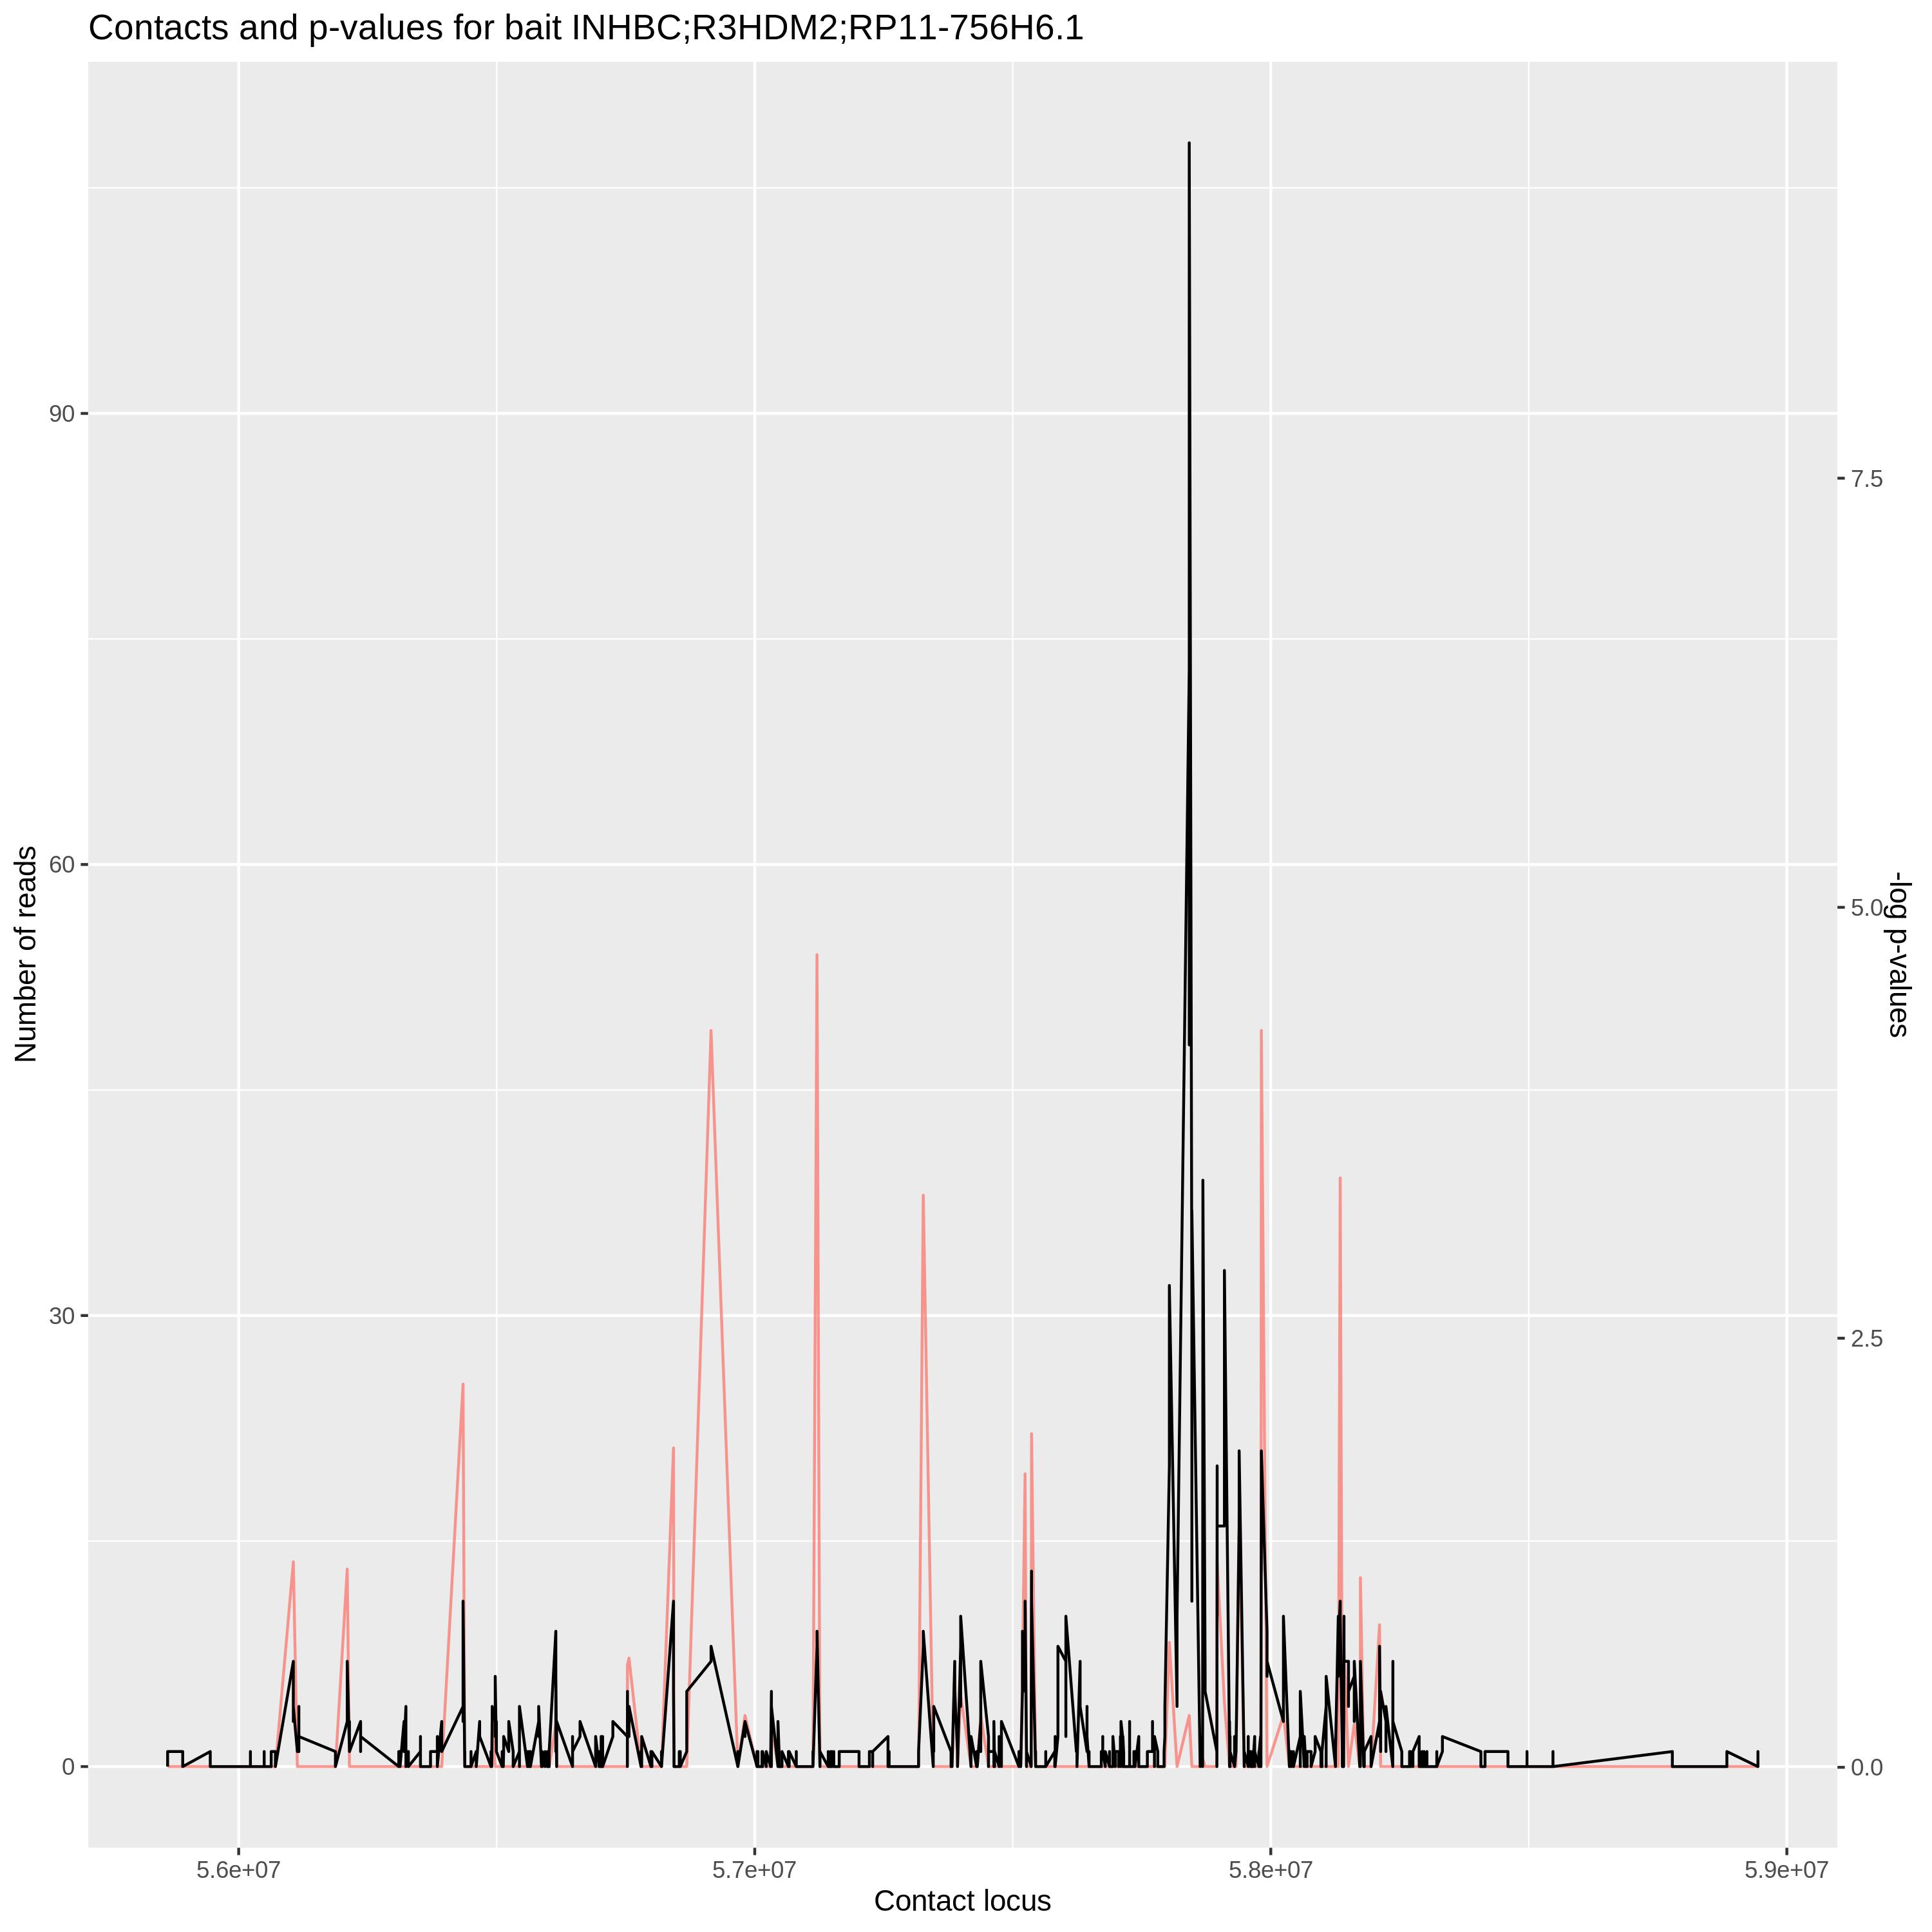 Contacts and p-values for bait INHBC;R3HDM2;RP11-756H6.1
90
60
30
0
Number of reads
7.5
5.0
2.5
0.0
-log p-values
5.6e+07
5.7e+07
5.8e+07
5.9e+07
Contact locus